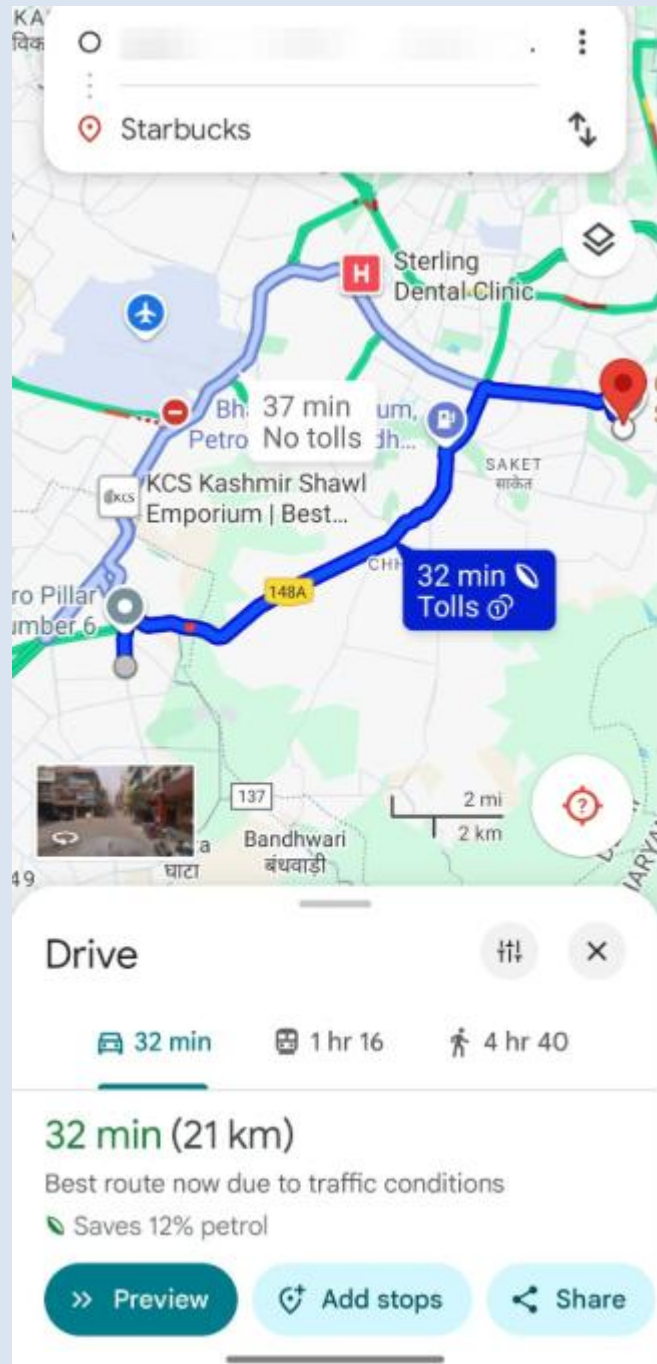 KA
विक
Starbucks
Sterling
Dental Clinic
37 min
No tolls
Petro
KCS
KCS Kashmir Shawl
Emporium | Best...
SAKET
साकेत
32 min
Tolls
148A
ro Pillar
umber 6
137
2 mi
2 km
Bandhwari
बंधवाड़ी
घाटा
49
Drive
32 min
1 hr 16
4 hr 40
32 min (21 km)
Best route now due to traffic conditions
Saves 12% petrol
Preview
Add stops
Share